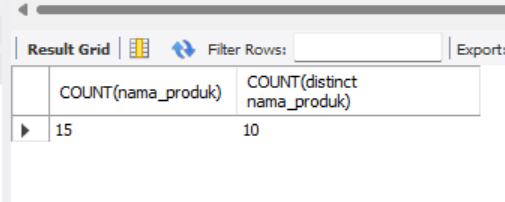 Result Grid Filter Rows: Export:
COUNT(nama_produk) COUNT(distinct
nama_produk)
15 10